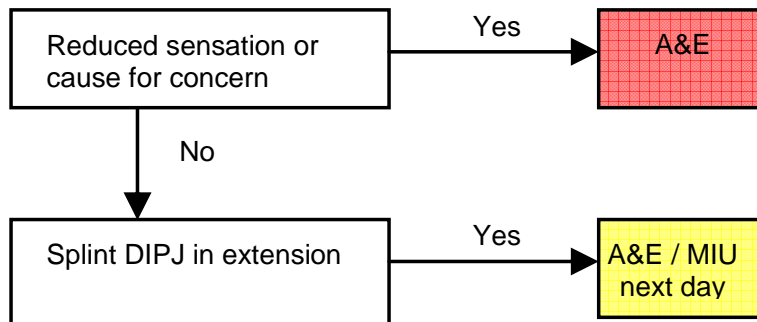 Reduced sensation or
cause for concern
Yes
A&E
No
Splint DIPJ in extension
Yes
A&E / MIU
next day